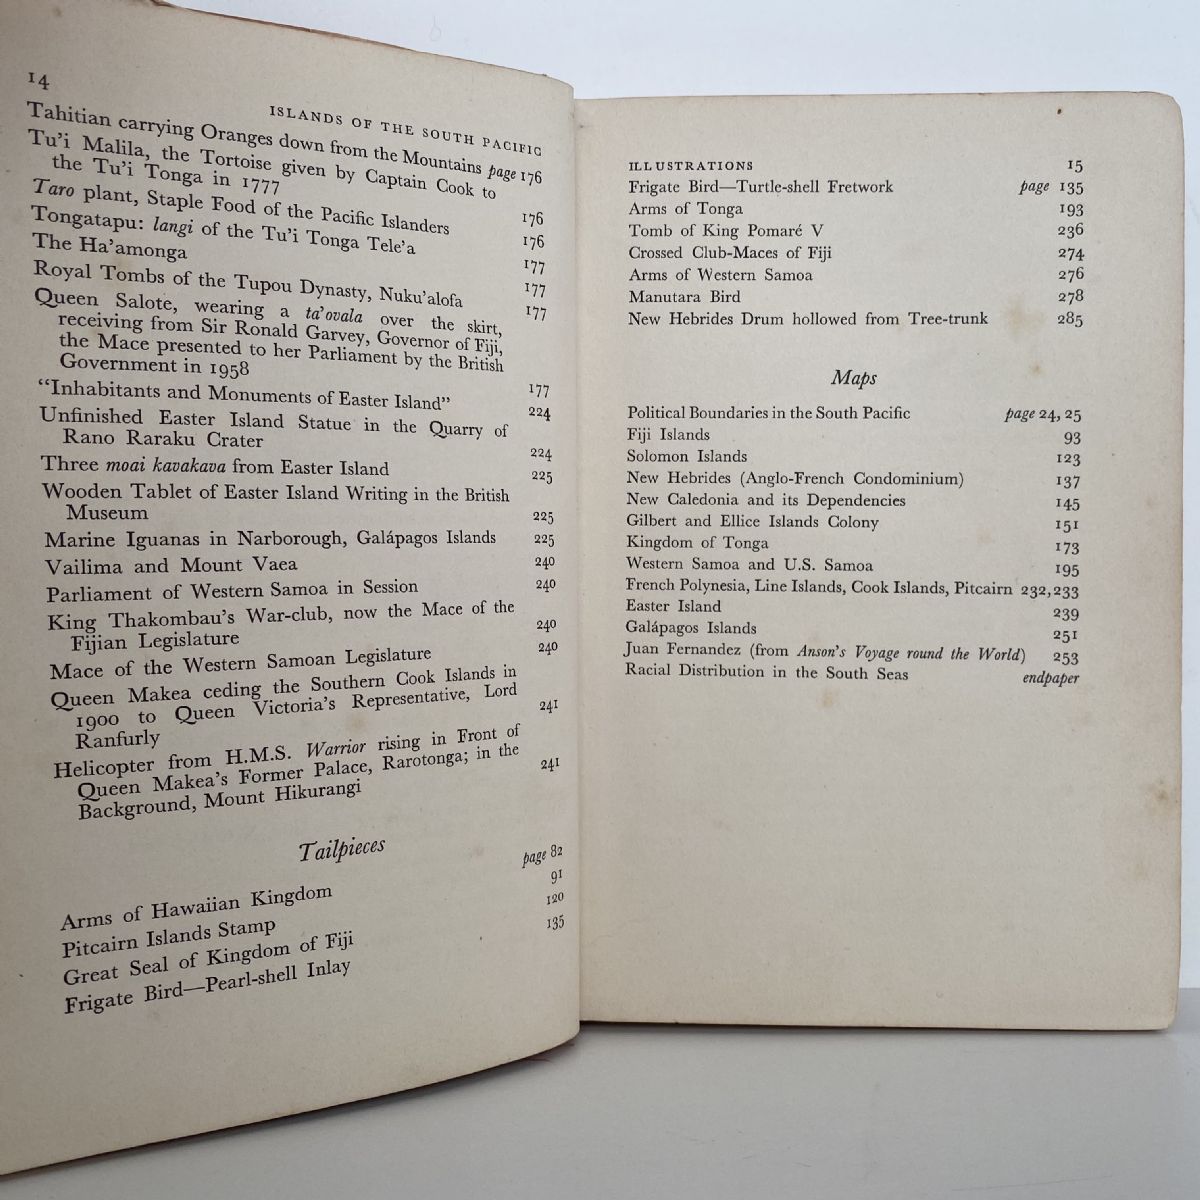 14
ISLANDS OF THE SOUTH PACIFIC
Tahitian carrying Oranges down from the Mountains page 176
Tu'i Malila, the Tortoise given by Captain Cook to
the Tu'i Tonga in 1777 176
Taro plant, Staple Food of the Pacific Islanders 176
Tongatapu: langi of the Tu'i Tonga Tele'a 177
The Ha'amonga 177
Royal Tombs of the Tupou Dynasty, Nuku'alofa 177
Queen Salote, wearing a ta'ovala over the skirt,
receiving from Sir Ronald Garvey, Governor of Fiji,
the Mace presented to her Parliament by the British
Government in 1958 177
"Inhabitants and Monuments of Easter Island" 224
Unfinished Easter Island Statue in the Quarry of
Rano Raraku Crater 224
Three moai kavakava from Easter Island 225
Wooden Tablet of Easter Island Writing in the British
Museum 225
Marine Iguanas in Narborough, Galápagos Islands 225
Vailima and Mount Vaea 240
Parliament of Western Samoa in Session 240
King Thakombau's War-club, now the Mace of the
Fijian Legislature 240
Mace of the Western Samoan Legislature 240
Queen Makea ceding the Southern Cook Islands in
1900 to Queen Victoria's Representative, Lord
Ranfurly 241
Helicopter from H.M.S. Warrior rising in Front of
Queen Makea's Former Palace, Rarotonga; in the
Background, Mount Hikurangi 241
Tailpieces
Arms of Hawaiian Kingdom page 82
Pitcairn Islands Stamp 91
Great Seal of Kingdom of Fiji 120
Frigate Bird—Pearl-shell Inlay 135
ILLUSTRATIONS 15
Frigate Bird—Turtle-shell Fretwork page 135
Arms of Tonga 193
Tomb of King Pomaré V 236
Crossed Club-Maces of Fiji 274
Arms of Western Samoa 276
Manutara Bird 278
New Hebrides Drum hollowed from Tree-trunk 285
Maps
Political Boundaries in the South Pacific page 24, 25
Fiji Islands 93
Solomon Islands 123
New Hebrides (Anglo-French Condominium) 137
New Caledonia and its Dependencies 145
Gilbert and Ellice Islands Colony 151
Kingdom of Tonga 173
Western Samoa and U.S. Samoa 195
French Polynesia, Line Islands, Cook Islands, Pitcairn 232, 233
Easter Island 239
Galápagos Islands 251
Juan Fernandez (from Anson's Voyage round the World) 253
Racial Distribution in the South Seas endpaper